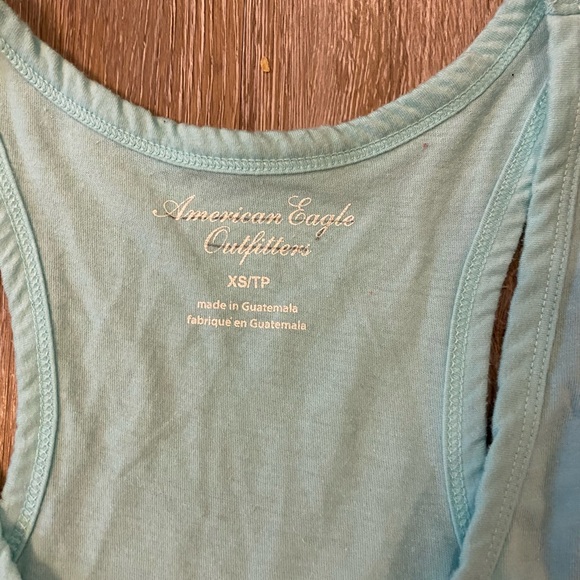 American Eagle
Outfitters
XS/TP
made in Guatemala
fabriqué en Guatemala